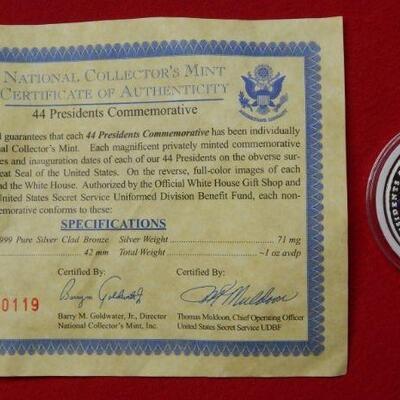 NATIONAL COLLECTOR'S MINT
CERTIFICATE OF AUTHENTICITY
44 Presidents Commemorative
l guarantees that each 44 Presidents Commemorative has been individually
nal Collector's Mint. Each magnificent privately minted commemorative
es and inauguration dates of each of our 44 Presidents on the obverse sur-
eat Seal of the United States. On the reverse, full-color images of each
nd the White House. Authorized by the Official White House Gift Shop and
nited States Secret Service Uniformed Division Benefit Fund, each non-
emorative conforms to these:
SPECIFICATIONS
999 Pure Silver Clad Bronze Silver Weight 71 mg
42 mm Total Weight ~1 oz avdp
Certified By: Certified By:
Barry M. Goldwater, Jr., Director Thomas Muldoon, Chief Operating Officer
National Collector's Mint, Inc. United States Secret Service UDBF
0119
SIDENTS